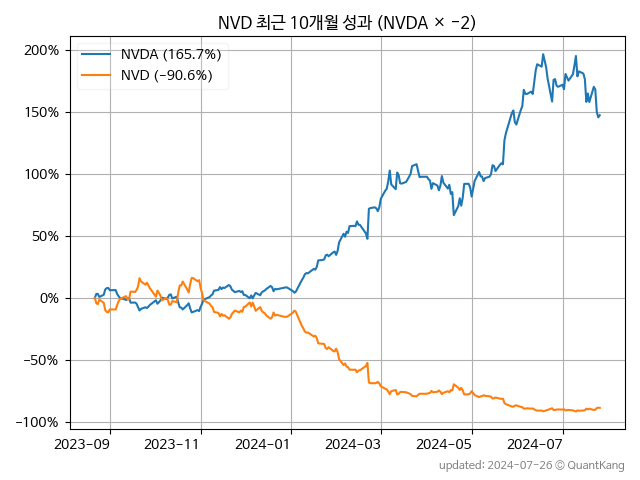 NVD 최근 10개월 성과 (NVDA × −2)
NVDA (165.7%)
NVD (−90.6%)
200%
150%
100%
50%
0%
−50%
−100%
2023−09 2023−11 2024−01 2024−03 2024−05 2024−07
updated: 2024-07-26 © QuantKang